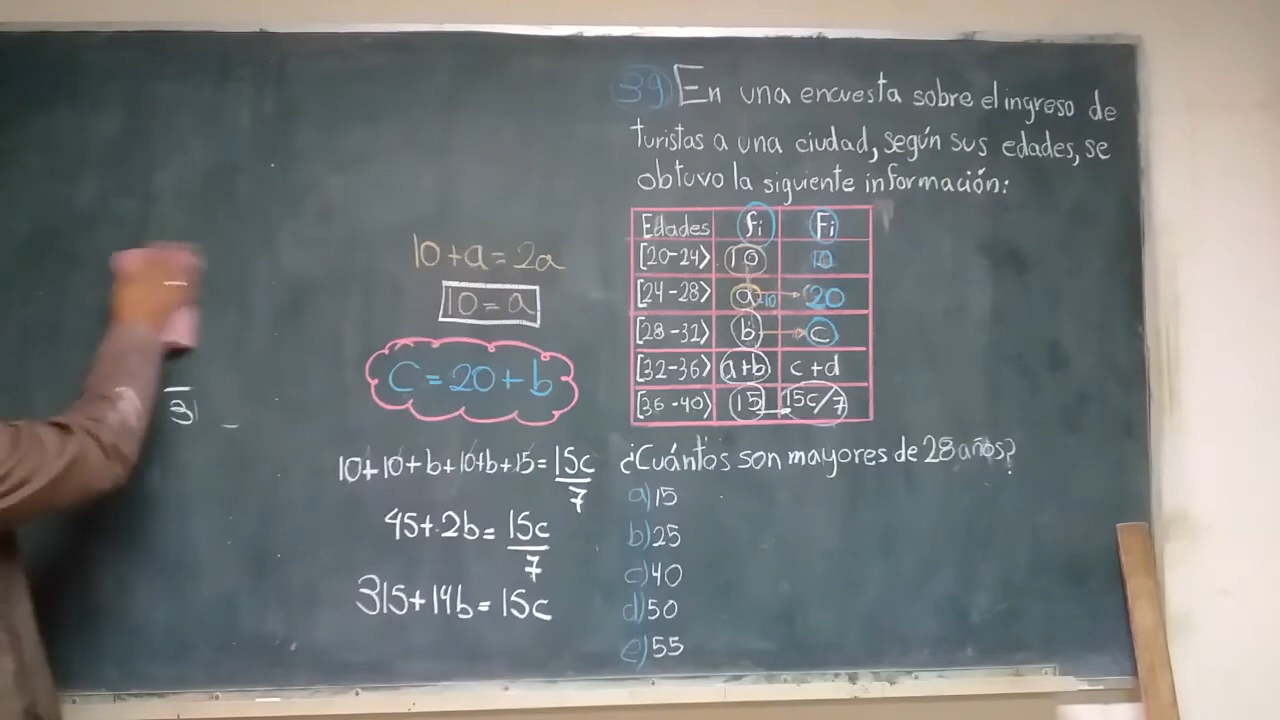 39) En una encuesta sobre el ingreso de
turistas a una ciudad, según sus edades, se
obtuvo la siguiente información:
Edades fi Fi
[20-24> 10 10
[24-28> a 10 20
[28-31> b c
[32-36> a+b c+d
[36-40> 15 15c/7
¿Cuántos son mayores de 28 años?
a) 15
b) 25
c) 40
d) 50
e) 55
10+a=2a
10=a
C=20+b
10+10+b+10+b+15=15c/7
45+2b=15c/7
315+14b=15c
31